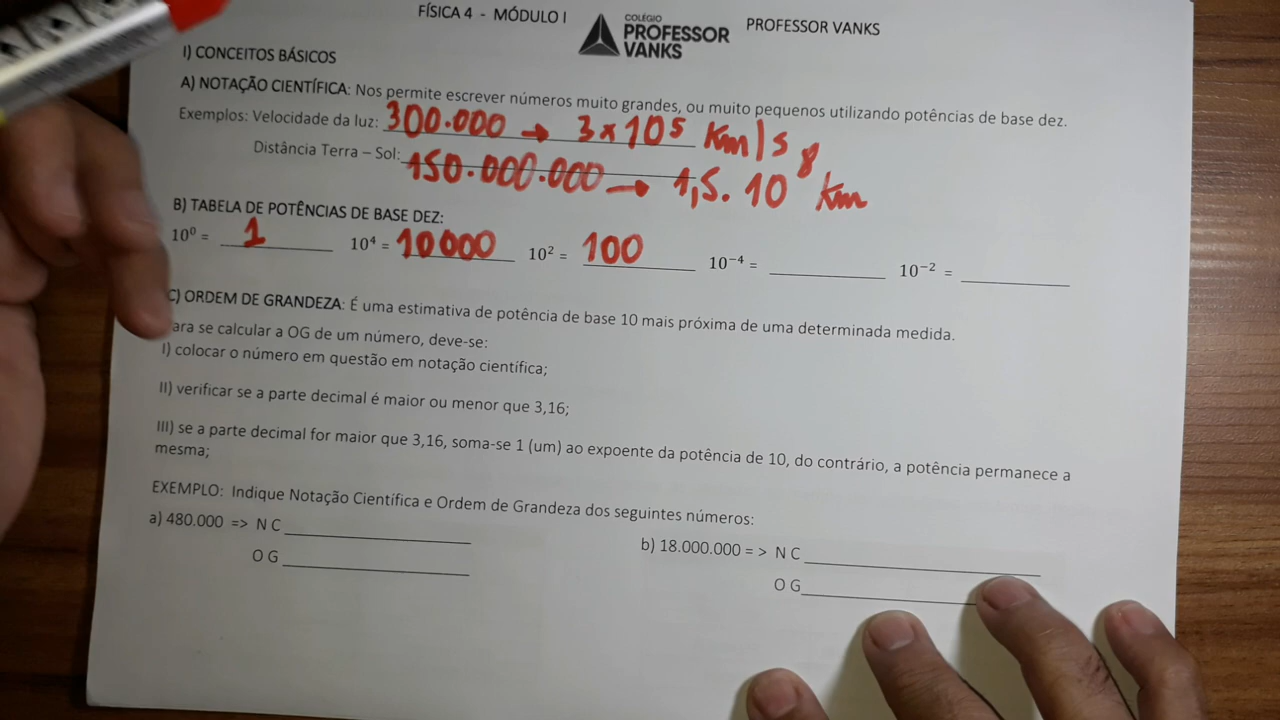 FÍSICA 4 - MÓDULO I
COLÉGIO
PROFESSOR
VANKS
PROFESSOR VANKS
I) CONCEITOS BÁSICOS
A) NOTAÇÃO CIENTÍFICA: Nos permite escrever números muito grandes, ou muito pequenos utilizando potências de base dez.
Exemplos: Velocidade da luz: 300.000 → 3 x 10⁵ Km/s
Distância Terra – Sol: 150.000.000 → 1,5. 10⁸ km
B) TABELA DE POTÊNCIAS DE BASE DEZ:
10⁰ = 1 10⁴ = 10000 10² = 100 10⁻⁴ = ________ 10⁻² = ________
C) ORDEM DE GRANDEZA: É uma estimativa de potência de base 10 mais próxima de uma determinada medida.
ara se calcular a OG de um número, deve-se:
I) colocar o número em questão em notação científica;
II) verificar se a parte decimal é maior ou menor que 3,16;
III) se a parte decimal for maior que 3,16, soma-se 1 (um) ao expoente da potência de 10, do contrário, a potência permanece a
mesma;
EXEMPLO: Indique Notação Científica e Ordem de Grandeza dos seguintes números:
a) 480.000 => N C ________
O G ________
b) 18.000.000 = > N C ________
O G ________